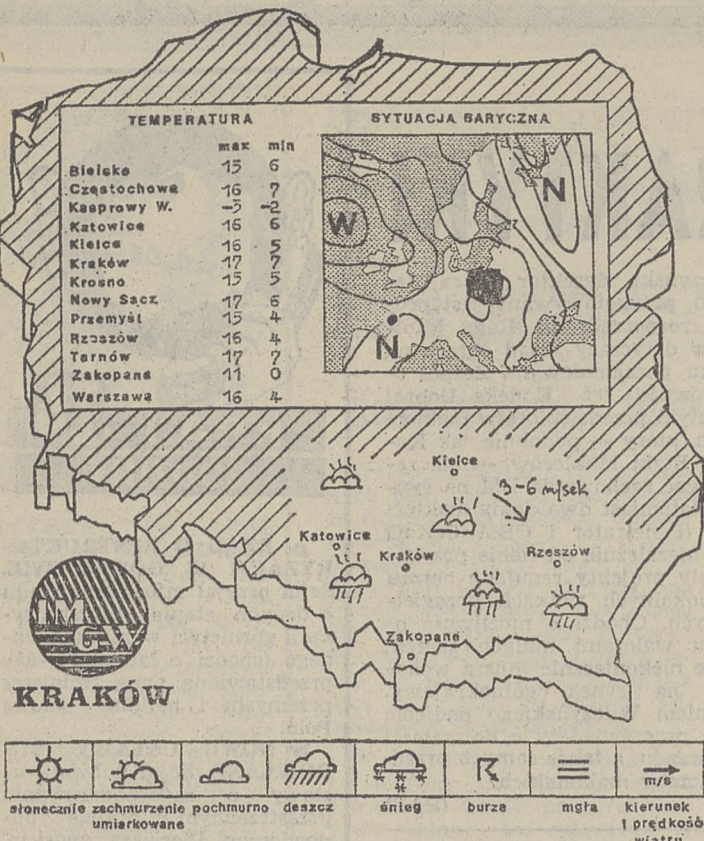 TEMPERATURA
max min
Bielsko 15 6
Częstochowa 16 7
Kasprowy W. -3 -2
Katowice 16 6
Kielce 16 5
Kraków 17 7
Krosno 15 5
Nowy Sącz 17 6
Przemyśl 15 4
Rzeszów 16 4
Tarnów 17 7
Zakopane 11 0
Warszawa 16 4
SYTUACJA BARYCZNA
N
W
N
Kielce
3-6 m/sek
Katowice
Kraków
Rzeszów
Zakopane
IM
GW
KRAKÓW
m/s
słonecznie zachmurzenie pochmurno deszcz śnieg burza mgła kierunek
umiarkowane i prędkość
wiatru